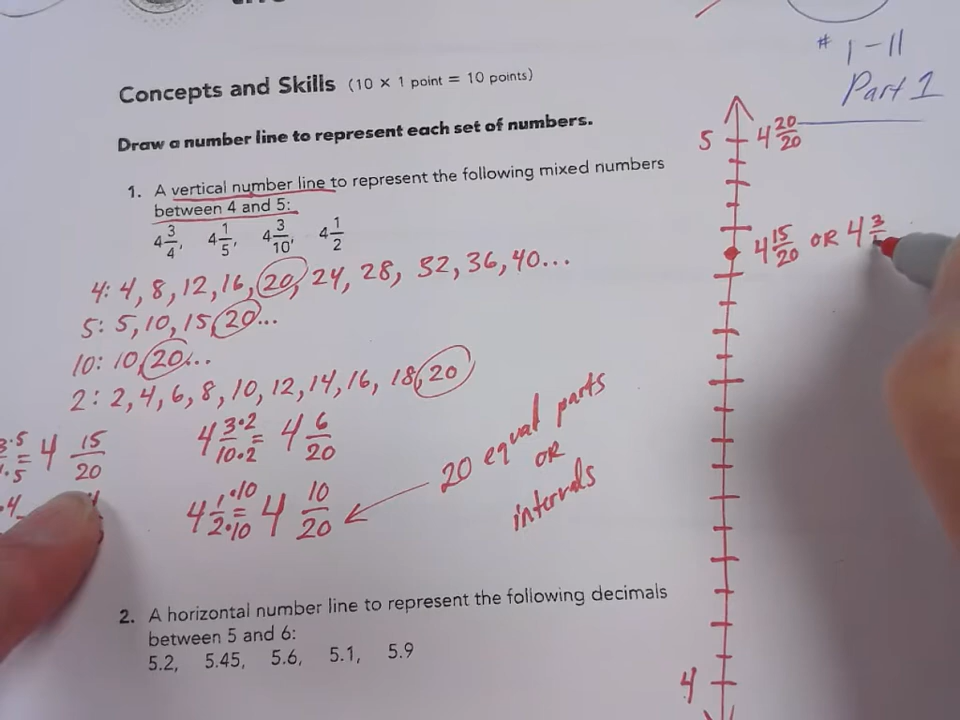 # 1-11
Part 1
Concepts and Skills (10 × 1 point = 10 points)
Draw a number line to represent each set of numbers.
1. A vertical number line to represent the following mixed numbers
between 4 and 5:
4 3/4, 4 1/5, 4 3/10, 4 1/2
4: 4, 8, 12, 16, 20, 24, 28, 32, 36, 40...
5: 5, 10, 15, 20...
10: 10, 20...
2: 2, 4, 6, 8, 10, 12, 14, 16, 18, 20
= 4 15/20
4 3·2/10·2 = 4 6/20
4 1·10/2·10 = 4 10/20
20 equal parts
OR
intervals
5 4 20/20
4 15/20 OR 4 3
4
2. A horizontal number line to represent the following decimals
between 5 and 6:
5.2, 5.45, 5.6, 5.1, 5.9